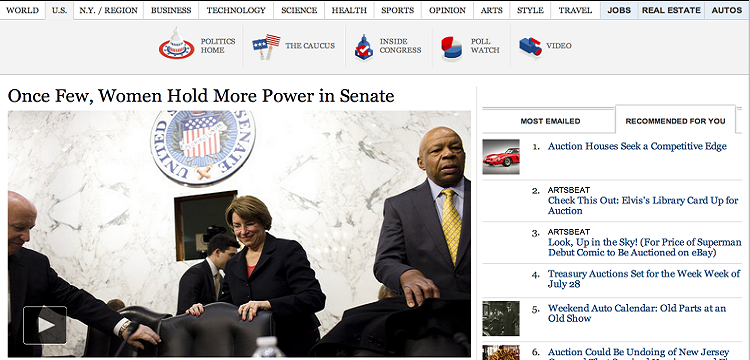 WORLD U.S. N.Y. / REGION BUSINESS TECHNOLOGY SCIENCE HEALTH SPORTS OPINION ARTS STYLE TRAVEL JOBS REAL ESTATE AUTOS
POLITICS
HOME
THE CAUCUS
INSIDE
CONGRESS
POLL
WATCH
VIDEO
Once Few, Women Hold More Power in Senate
SENATE
MOST EMAILED
RECOMMENDED FOR YOU
1. Auction Houses Seek a Competitive Edge
2. ARTSBEAT
Check This Out: Elvis's Library Card Up for
Auction
3. ARTSBEAT
Look, Up in the Sky! (For Price of Superman
Debut Comic to Be Auctioned on eBay)
4. Treasury Auctions Set for the Week Week of
July 28
5. Weekend Auto Calendar: Old Parts at an
Old Show
6. Auction Could Be Undoing of New Jersey